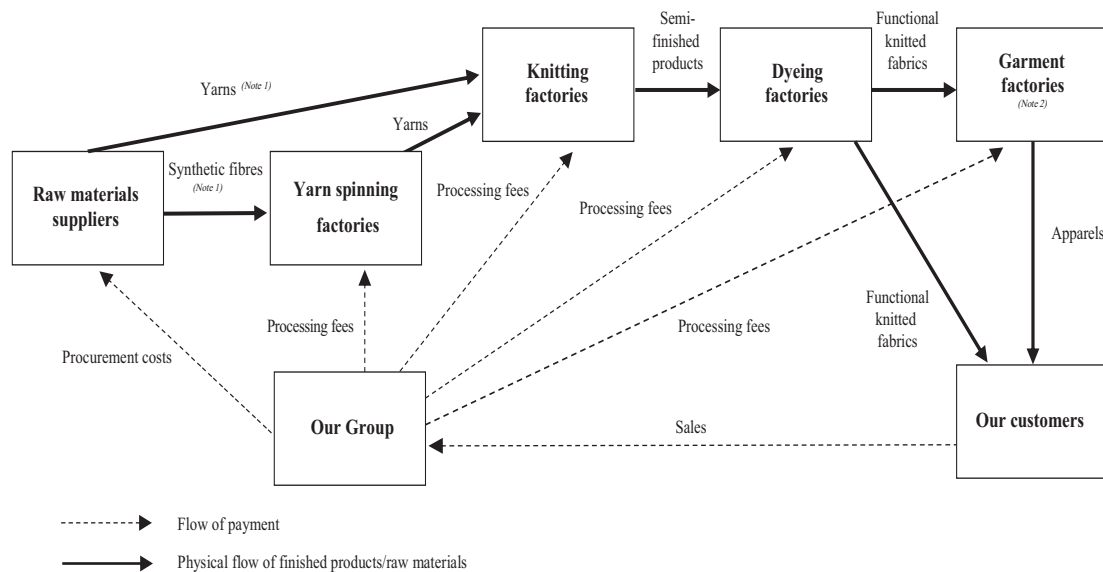 Semi-
finished
products
Functional
knitted
fabrics
Knitting
factories
Dyeing
factories
Garment
factories
(Note 2)
Yarns (Note 1)
Yarns
Raw materials
suppliers
Synthetic fibres
(Note 1)
Yarn spinning
factories
Processing fees
Processing fees
Apparels
Functional
knitted
fabrics
Procurement costs
Processing fees
Processing fees
Our Group
Sales
Our customers
Flow of payment
Physical flow of finished products/raw materials